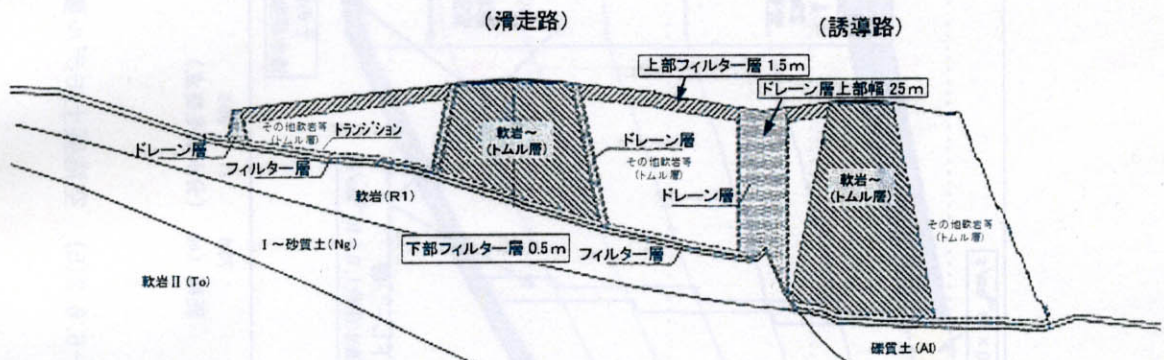 (滑走路)
(誘導路)
上部フィルター層 1.5m
ドレーン層上部幅 25m
その他軟岩等
(トムル層)
トランジション
ドレーン層
フィルター層
軟岩~
(トムル層)
ドレーン層
その他軟岩等
(トムル層)
ドレーン層
軟岩~
(トムル層)
その他軟岩等
(トムル層)
軟岩(R1)
I~砂質土(Ng)
下部フィルター層 0.5m
フィルター層
軟岩II(To)
礫質土(Al)